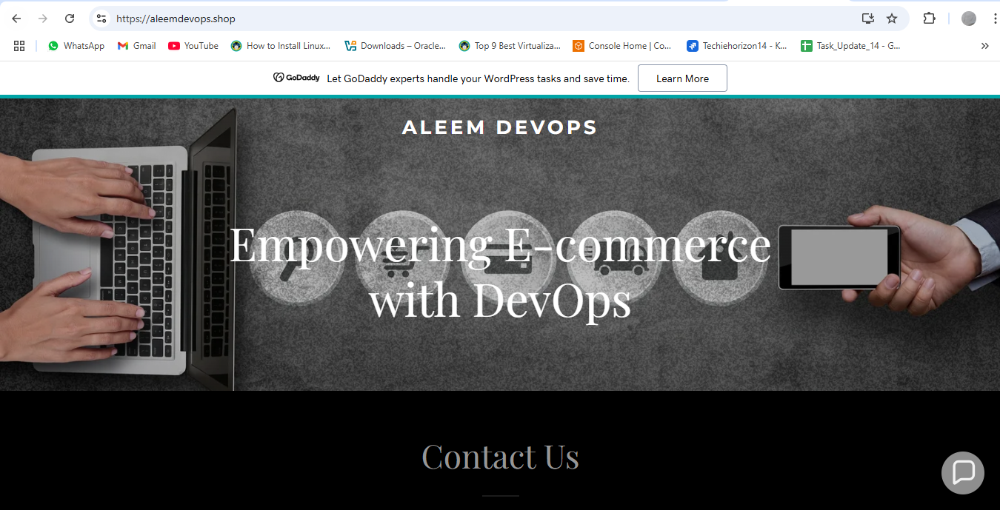 https://aleemdevops.shop
WhatsApp Gmail YouTube How to Install Linux... Downloads – Oracle... Top 9 Best Virtualiza... Console Home | Co... Techiehorizon14 - K... Task_Update_14 - G...
GoDaddy Let GoDaddy experts handle your WordPress tasks and save time. Learn More
ALEEM DEVOPS
Empowering E-commerce
with DevOps
Contact Us